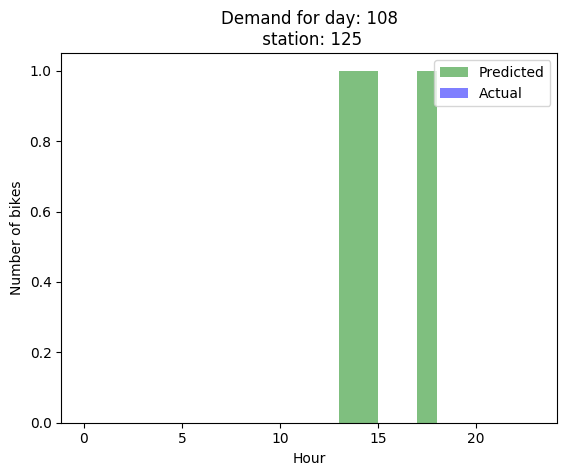 Demand for day: 108
station: 125
Predicted
Actual
1.0
0.8
0.6
0.4
0.2
0.0
Number of bikes
0 5 10 15 20
Hour